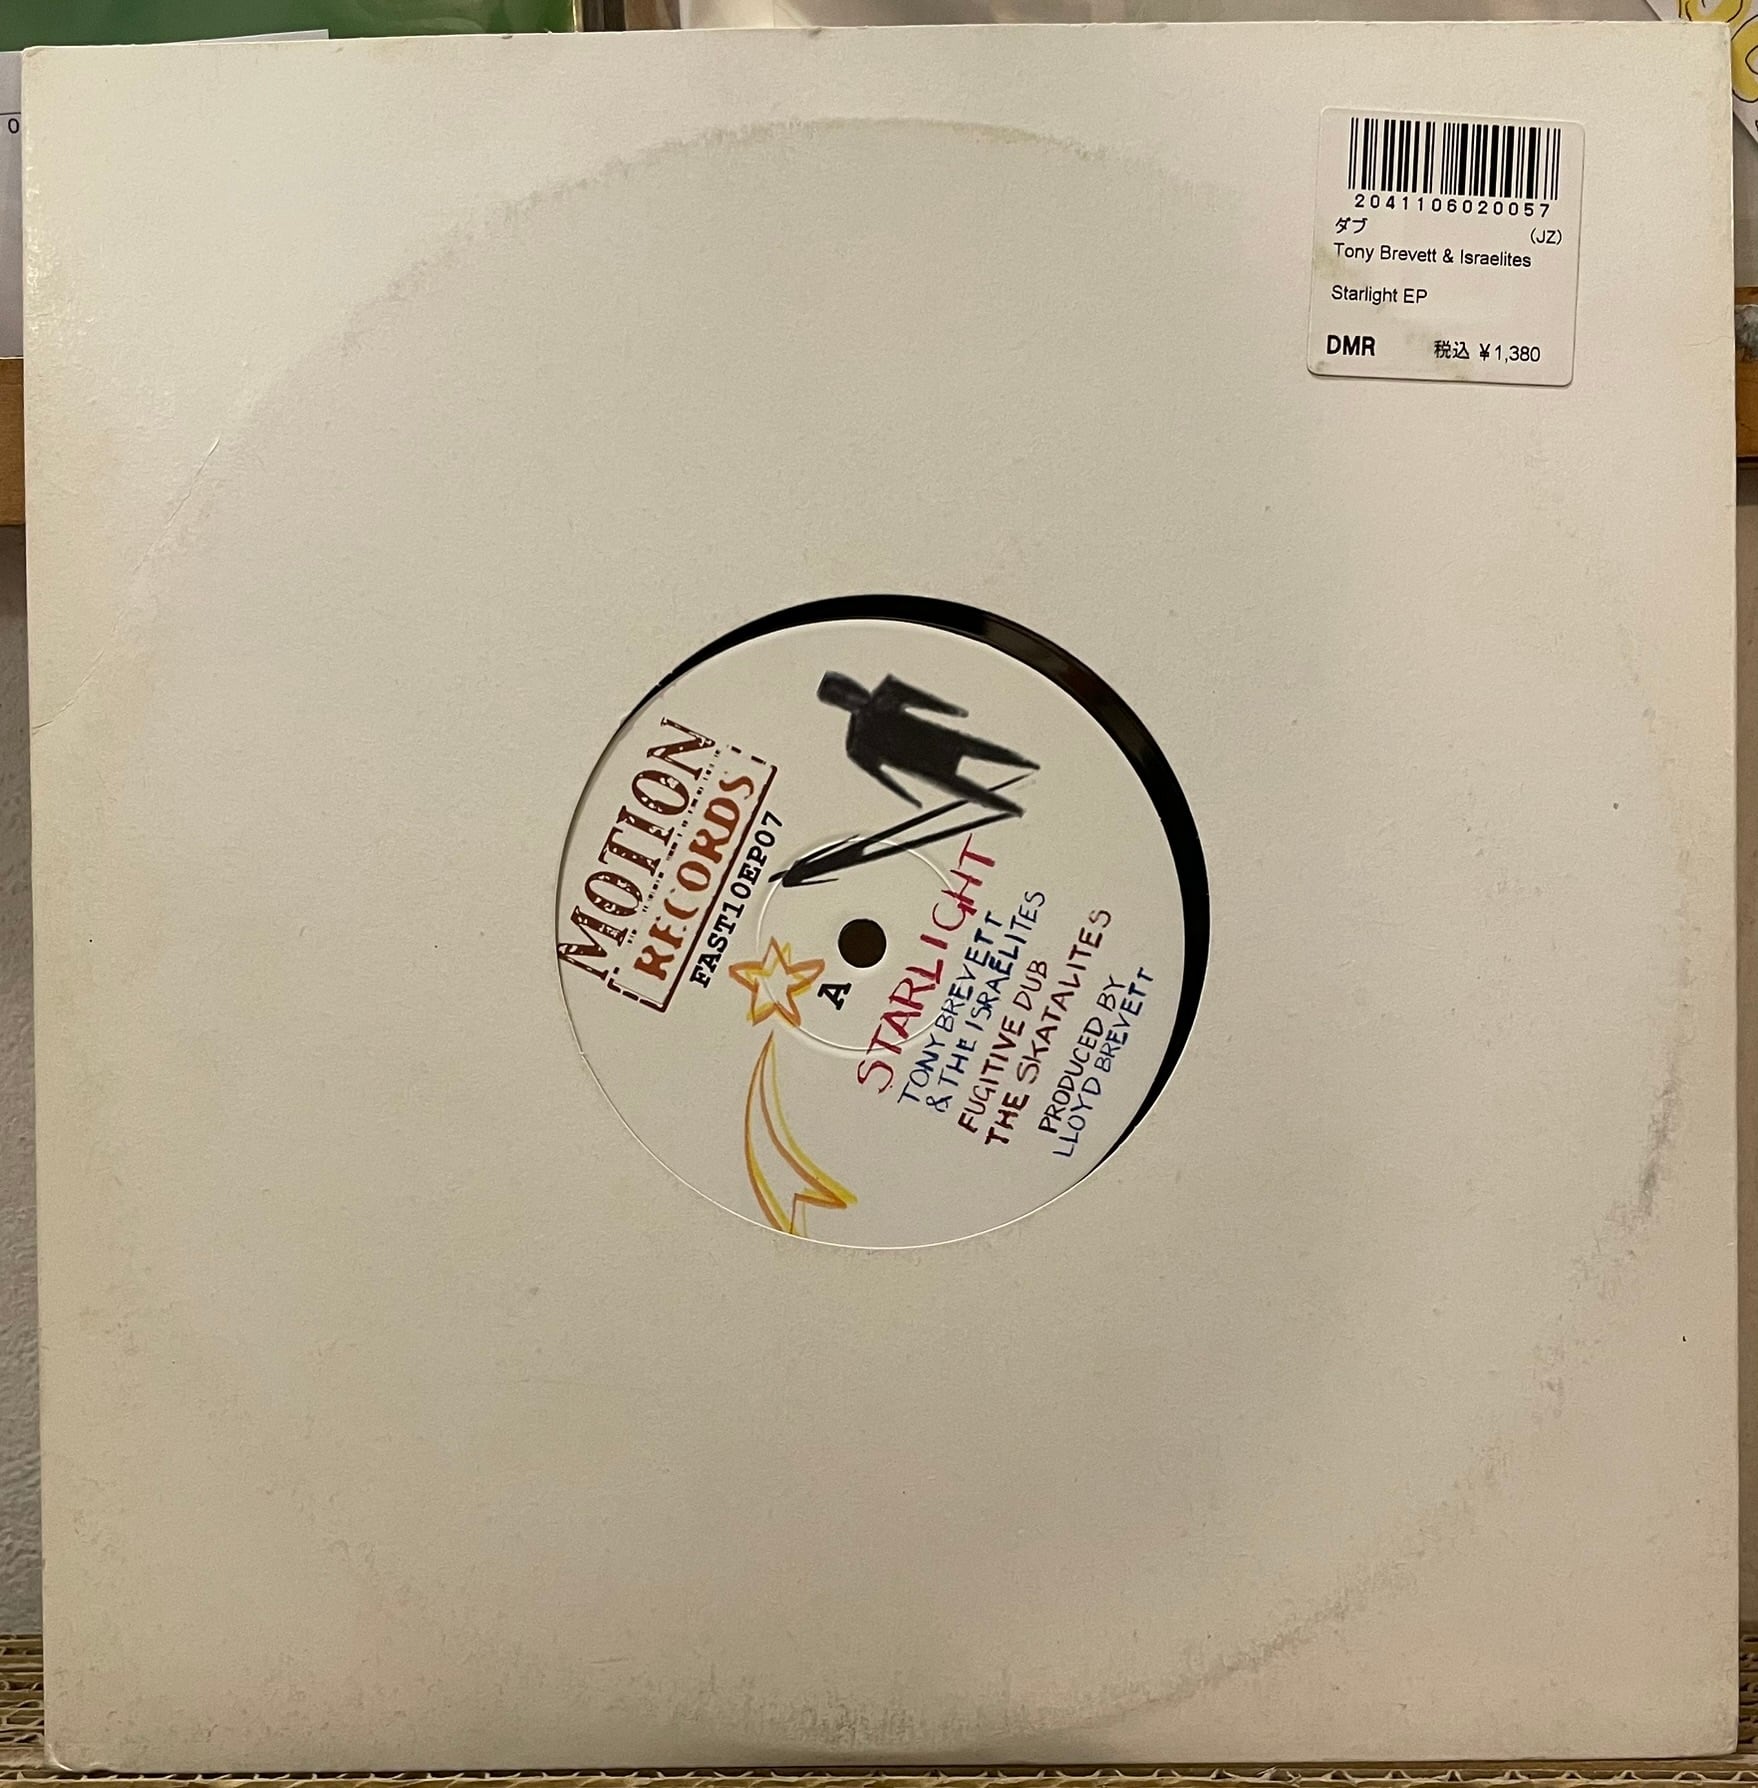 2041106020057
ダブ (JZ)
Tony Brevett & Israelites
Starlight EP
DMR 税込 ¥1,380
MOTION
RECORDS
FAST10EP07
A
STARLIGHT
TONY BREVETT
& THE ISRAELITES
FUGITIVE DUB
THE SKATALITES
PRODUCED BY
LLOYD BREVETT
0